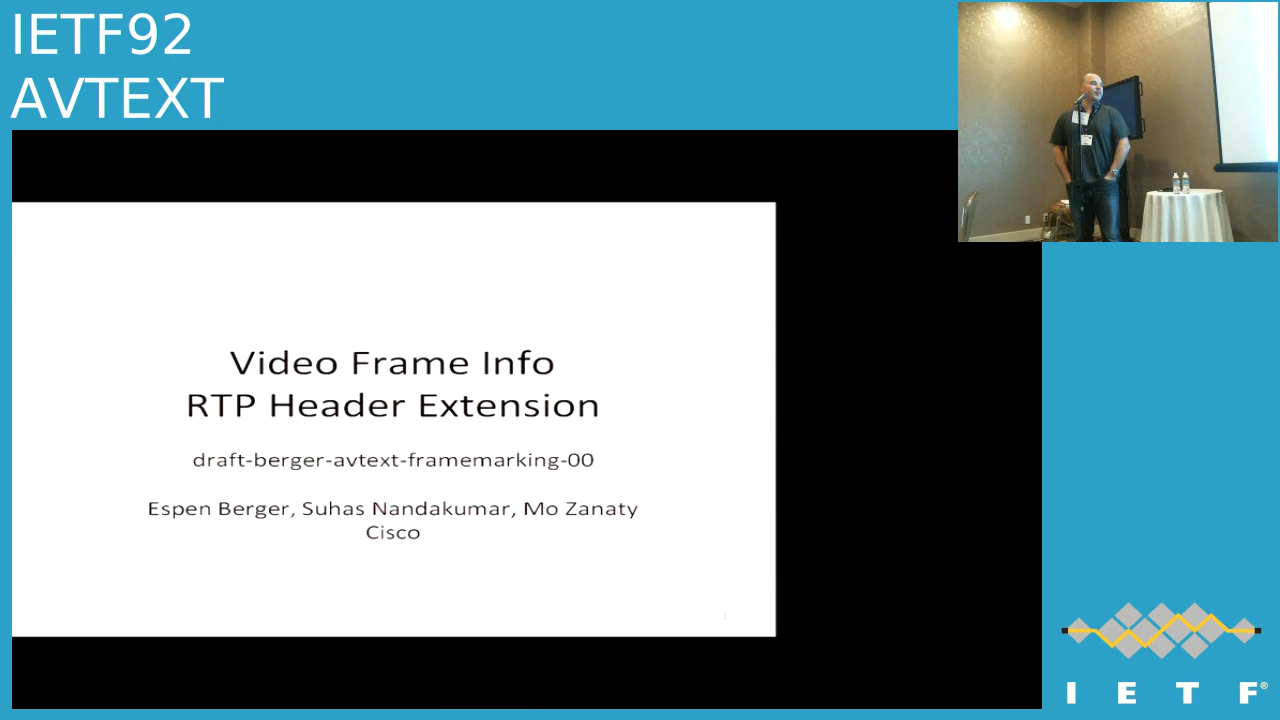 IETF92
AVTEXT
Video Frame Info
RTP Header Extension
draft-berger-avtext-framemarking-00
Espen Berger, Suhas Nandakumar, Mo Zanaty
Cisco
1
I E T F®